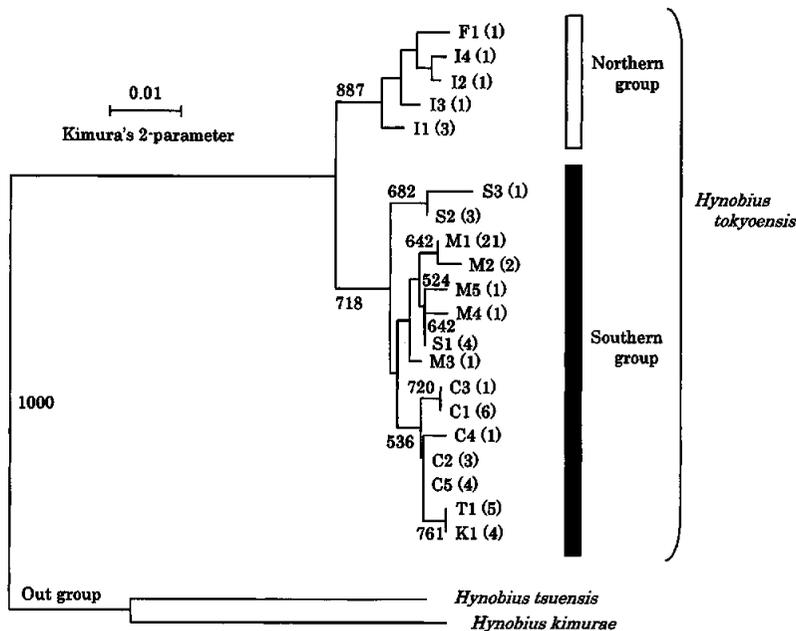 F1 (1)
I4 (1)
I2 (1)
I3 (1)
I1 (3)
887
0.01
Kimura's 2-parameter
Northern
group
682
S3 (1)
S2 (3)
642
M1 (21)
M2 (2)
524
M5 (1)
M4 (1)
642
S1 (4)
M3 (1)
718
720
C3 (1)
C1 (6)
536
C4 (1)
C2 (3)
C5 (4)
T1 (5)
761
K1 (4)
Southern
group
Hynobius
tokyoensis
1000
Out group
Hynobius tsuensis
Hynobius kimurae